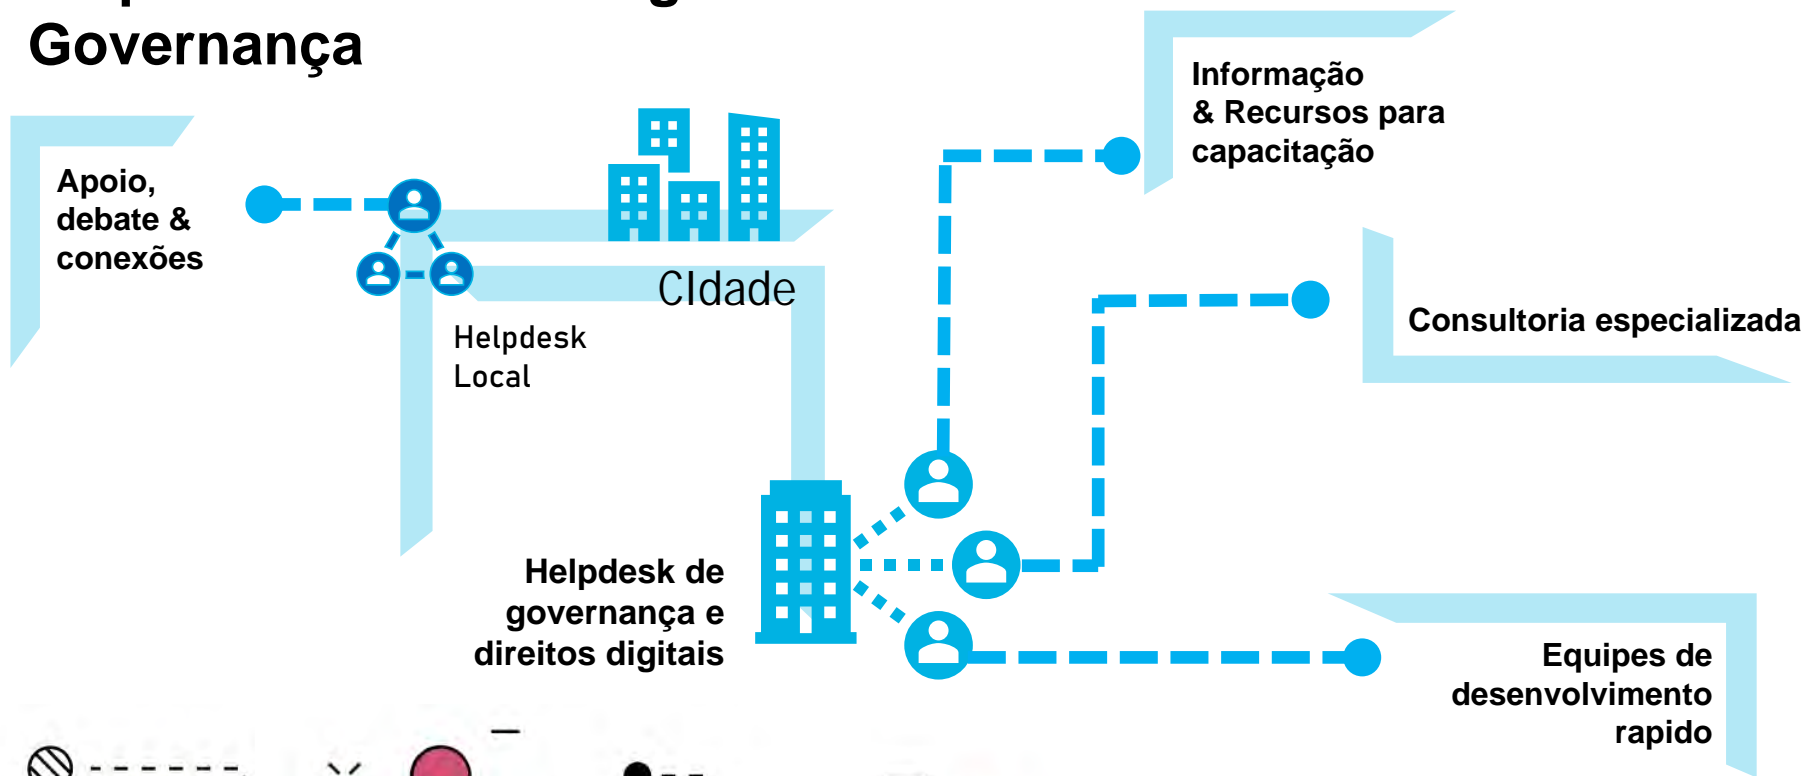 Governança
Apoio,
debate &
conexões
CIdade
Helpdesk
Local
Informação
& Recursos para
capacitação
Consultoria especializada
Helpdesk de
governança e
direitos digitais
Equipes de
desenvolvimento
rapido